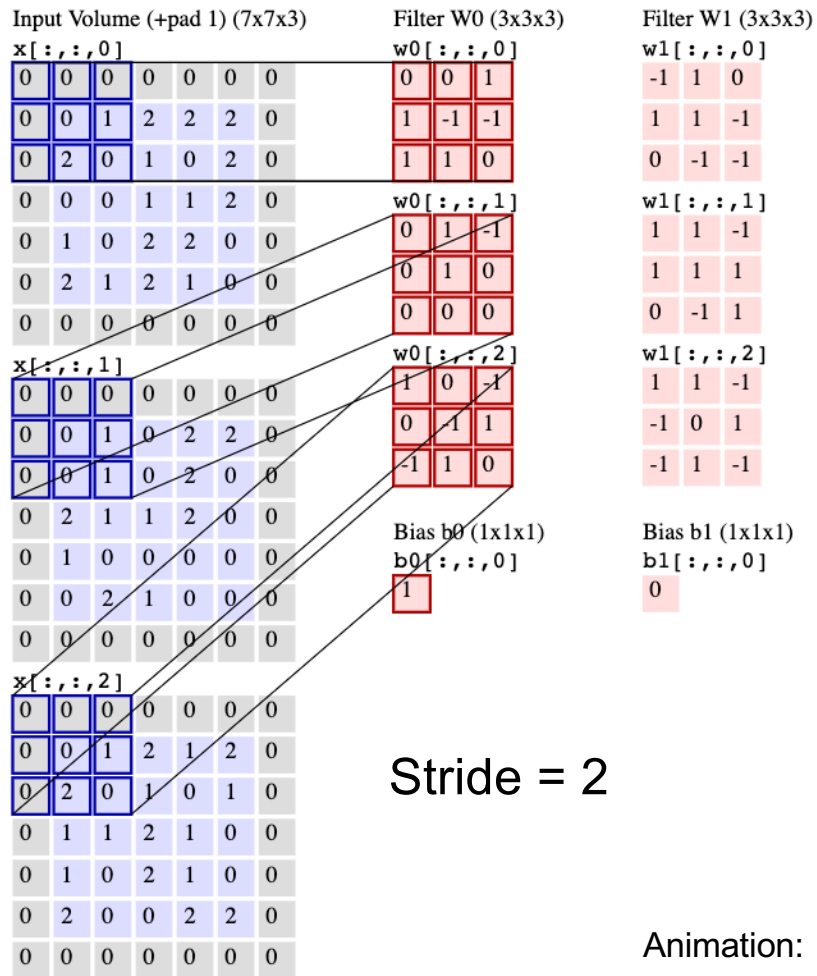 Input Volume (+pad 1) (7x7x3)
x[:,:,0]
0 0 0 0 0 0 0
0 0 1 2 2 2 0
0 2 0 1 0 2 0
0 0 0 1 1 2 0
0 1 0 2 2 0 0
0 2 1 2 1 0 0
0 0 0 0 0 0 0
x[:,:,1]
0 0 0 0 0 0 0
0 0 1 0 2 2 0
0 0 1 0 2 0 0
0 2 1 1 2 0 0
0 1 0 0 0 0 0
0 0 2 1 0 0 0
0 0 0 0 0 0 0
x[:,:,2]
0 0 0 0 0 0 0
0 0 1 2 1 2 0
0 2 0 1 0 1 0
0 1 1 2 1 0 0
0 1 0 2 1 0 0
0 2 0 0 2 2 0
0 0 0 0 0 0 0
Filter W0 (3x3x3)
w0[:,:,0]
0 0 1
1 -1 -1
1 1 0
w0[:,:,1]
0 1 -1
0 1 0
0 0 0
w0[:,:,2]
1 0 -1
0 -1 1
-1 1 0
Bias b0 (1x1x1)
b0[:,:,0]
1
Filter W1 (3x3x3)
w1[:,:,0]
-1 1 0
1 1 -1
0 -1 -1
w1[:,:,1]
1 1 -1
1 1 1
0 -1 1
w1[:,:,2]
1 1 -1
-1 0 1
-1 1 -1
Bias b1 (1x1x1)
b1[:,:,0]
0
Stride = 2
Animation: